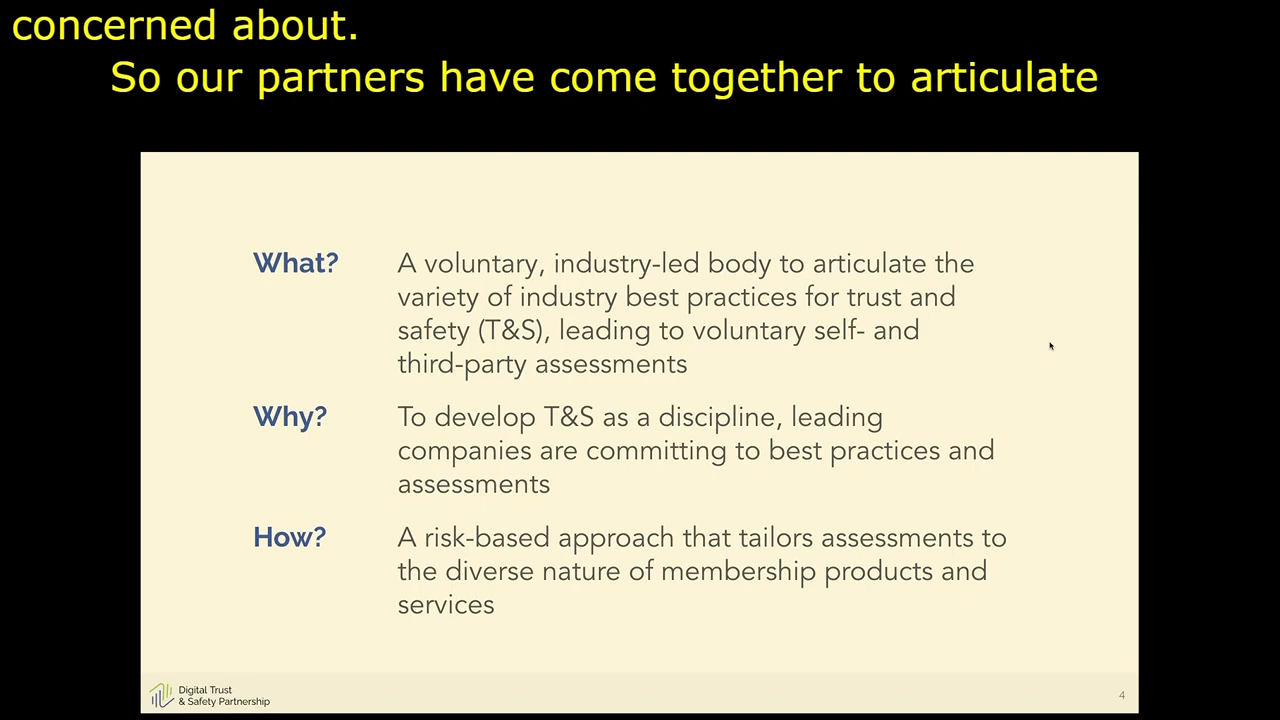 concerned about.
So our partners have come together to articulate
What?
A voluntary, industry-led body to articulate the
variety of industry best practices for trust and
safety (T&S), leading to voluntary self- and
third-party assessments
Why?
To develop T&S as a discipline, leading
companies are committing to best practices and
assessments
How?
A risk-based approach that tailors assessments to
the diverse nature of membership products and
services
Digital Trust
& Safety Partnership
4